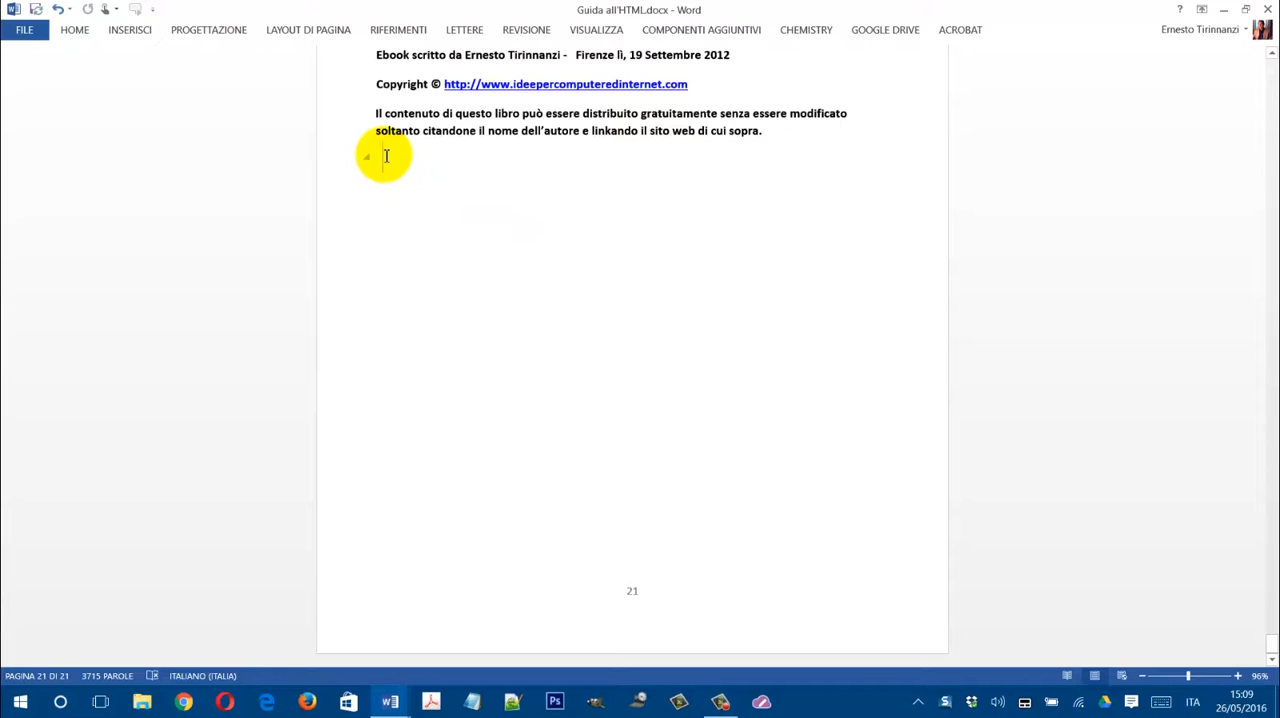 Guida all'HTML.docx - Word
FILE HOME INSERISCI PROGETTAZIONE LAYOUT DI PAGINA RIFERIMENTI LETTERE REVISIONE VISUALIZZA COMPONENTI AGGIUNTIVI CHEMISTRY GOOGLE DRIVE ACROBAT Ernesto Tirinnanzi
Ebook scritto da Ernesto Tirinnanzi - Firenze lì, 19 Settembre 2012
Copyright © http://www.ideepercomputeredinternet.com
Il contenuto di questo libro può essere distribuito gratuitamente senza essere modificato
soltanto citandone il nome dell'autore e linkando il sito web di cui sopra.
21
PAGINA 21 DI 21 3715 PAROLE ITALIANO (ITALIA) 96%
ITA 15:09
26/05/2016